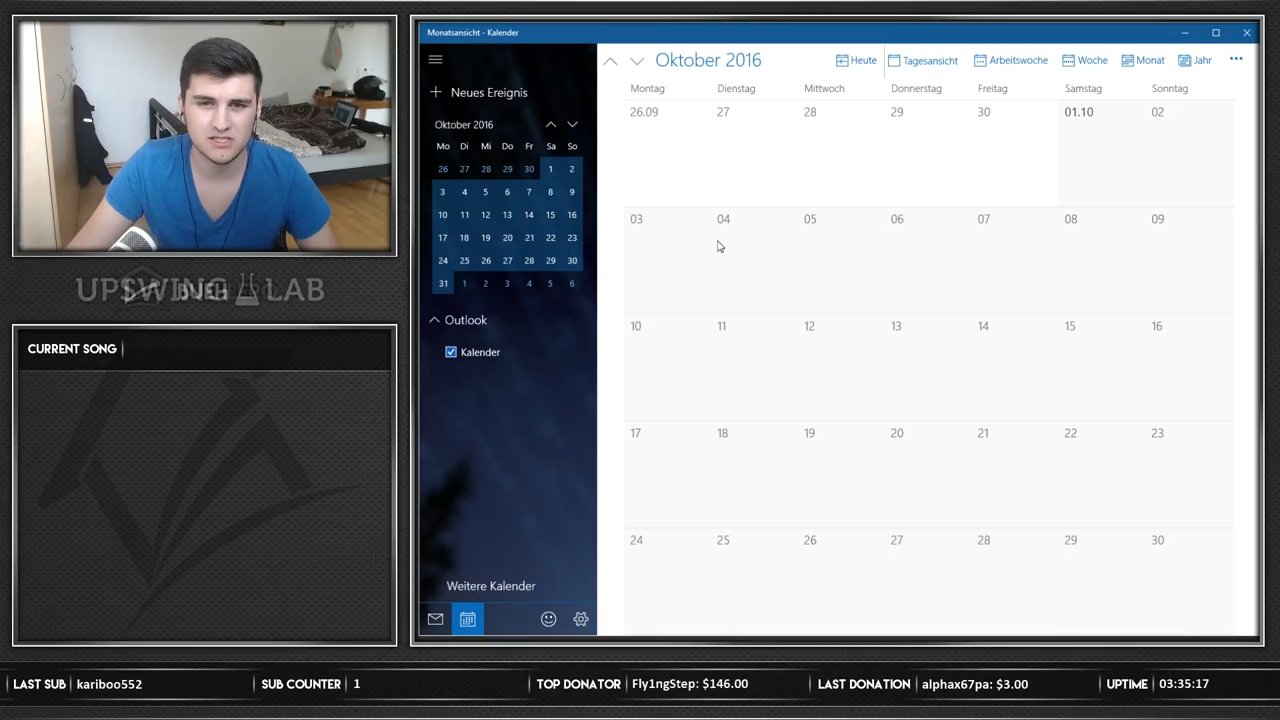 Monatsansicht - Kalender
Oktober 2016
Heute
Tagesansicht
Arbeitswoche
Woche
Monat
Jahr
Neues Ereignis
Oktober 2016
Mo Di Mi Do Fr Sa So
26 27 28 29 30 1 2
3 4 5 6 7 8 9
10 11 12 13 14 15 16
17 18 19 20 21 22 23
24 25 26 27 28 29 30
31 1 2 3 4 5 6
Outlook
Kalender
Weitere Kalender
Montag Dienstag Mittwoch Donnerstag Freitag Samstag Sonntag
26.09 27 28 29 30 01.10 02
03 04 05 06 07 08 09
10 11 12 13 14 15 16
17 18 19 20 21 22 23
24 25 26 27 28 29 30
UPSWING LAB
CURRENT SONG
LAST SUB kariboo552
SUB COUNTER 1
TOP DONATOR Fly1ngStep: $146.00
LAST DONATION alphax67pa: $3.00
UPTIME 03:35:17